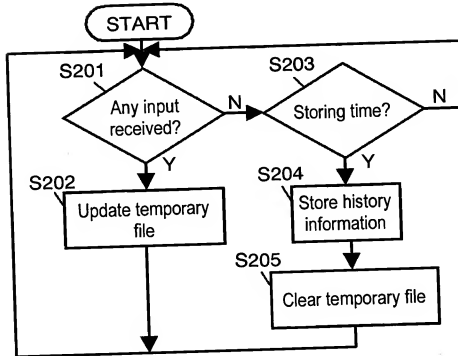 START
S201
Any input
received?
N
Y
S203
Storing time?
N
Y
S202
Update temporary
file
S204
Store history
information
S205
Clear temporary file